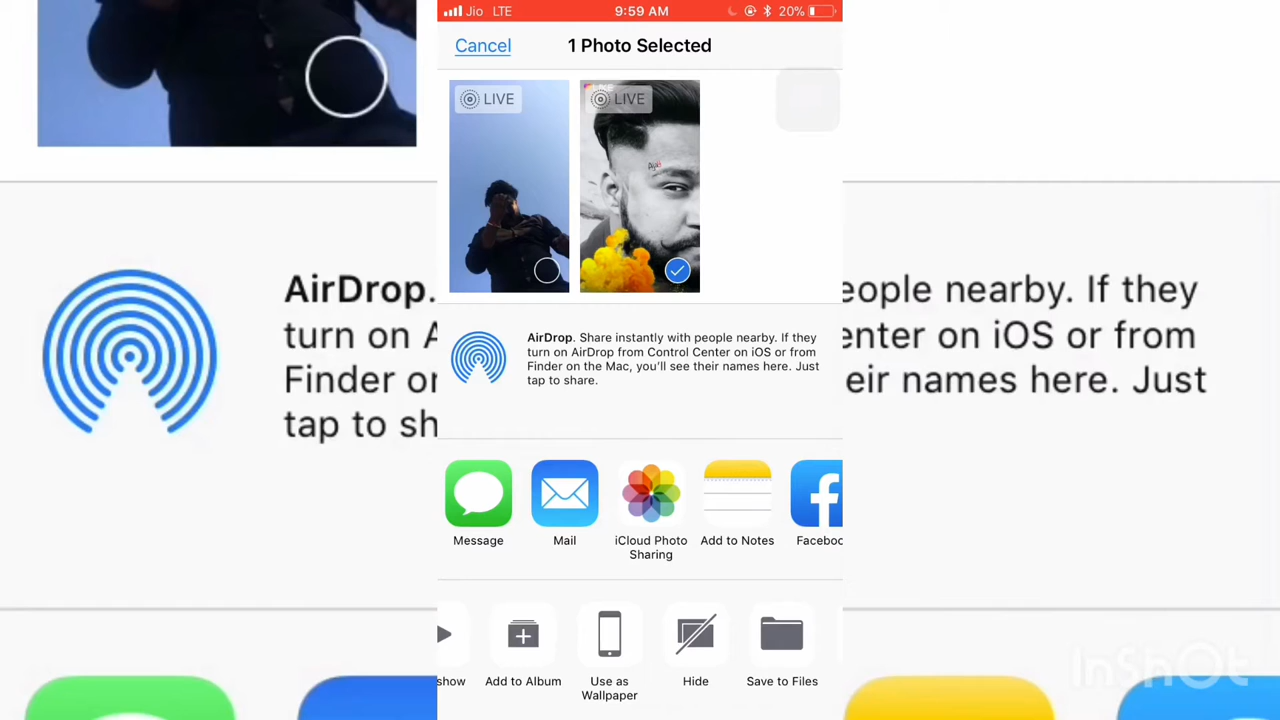 Jio LTE 9:59 AM 20%
Cancel 1 Photo Selected
LIVE LIVE
AirDrop. Share instantly with people nearby. If they
turn on AirDrop from Control Center on iOS or from
Finder on the Mac, you'll see their names here. Just
tap to share.
AirDrop.
turn on A
Finder or
tap to sh
eople nearby. If they
enter on iOS or from
eir names here. Just
Message Mail iCloud Photo Sharing Add to Notes Faceboo
show Add to Album Use as Wallpaper Hide Save to Files
InShOt